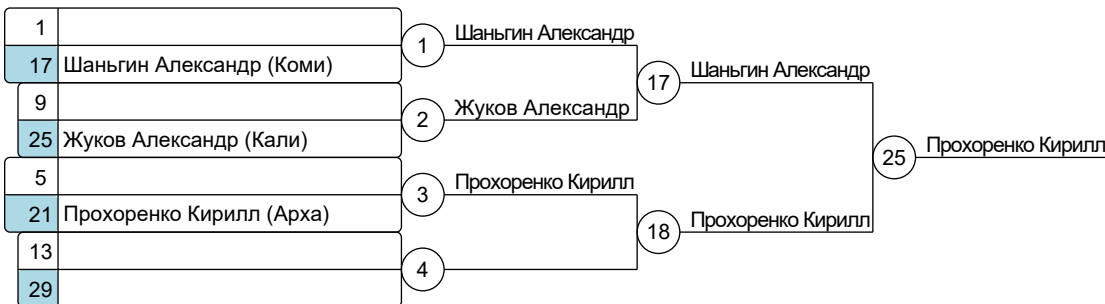 1
1 Шаньгин Александр
17 Шаньгин Александр (Коми)
17 Шаньгин Александр
9
2 Жуков Александр
25 Жуков Александр (Кали)
25 Прохоренко Кирилл
5
3 Прохоренко Кирилл
21 Прохоренко Кирилл (Арха)
18 Прохоренко Кирилл
13
4
29